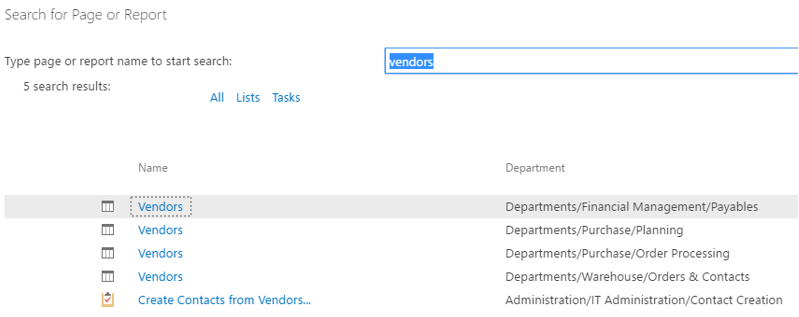 Search for Page or Report
Type page or report name to start search: vendors
5 search results:
All Lists Tasks
Name Department
Vendors Departments/Financial Management/Payables
Vendors Departments/Purchase/Planning
Vendors Departments/Purchase/Order Processing
Vendors Departments/Warehouse/Orders & Contacts
Create Contacts from Vendors... Administration/IT Administration/Contact Creation